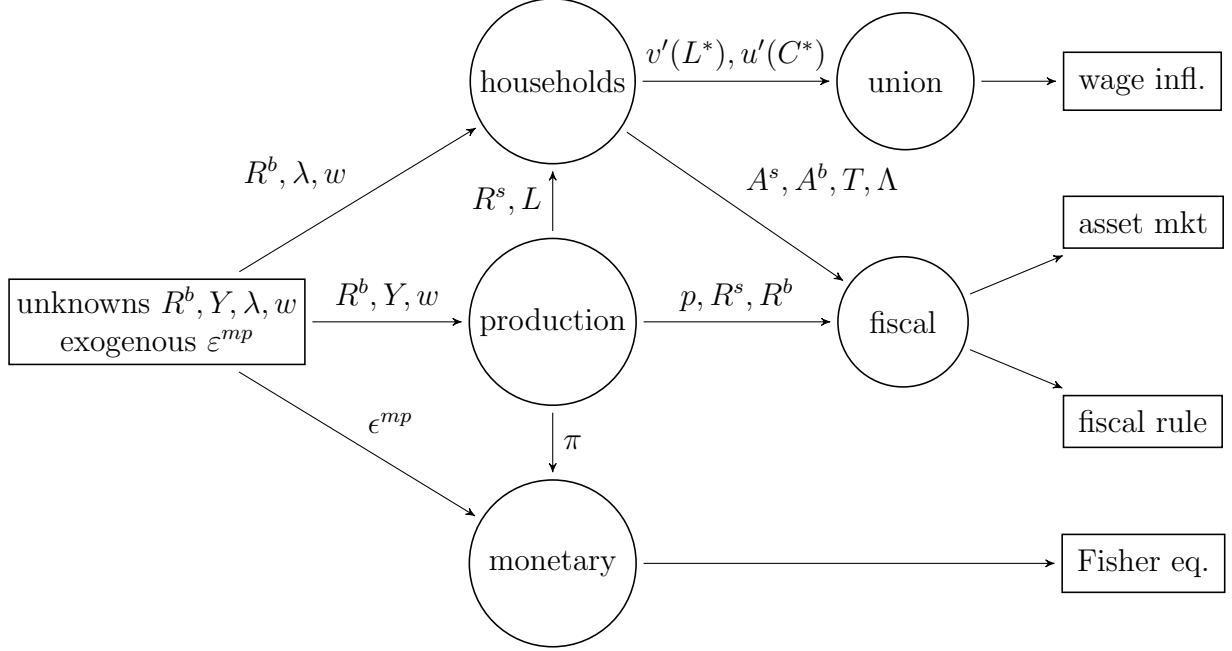 households
v′(L*), u′(C*)
union
wage infl.
R^b, λ, w
R^s, L
A^s, A^b, T, Λ
asset mkt
unknowns R^b, Y, λ, w
exogenous ε^{mp}
R^b, Y, w
production
p, R^s, R^b
fiscal
ϵ^{mp}
π
fiscal rule
monetary
Fisher eq.